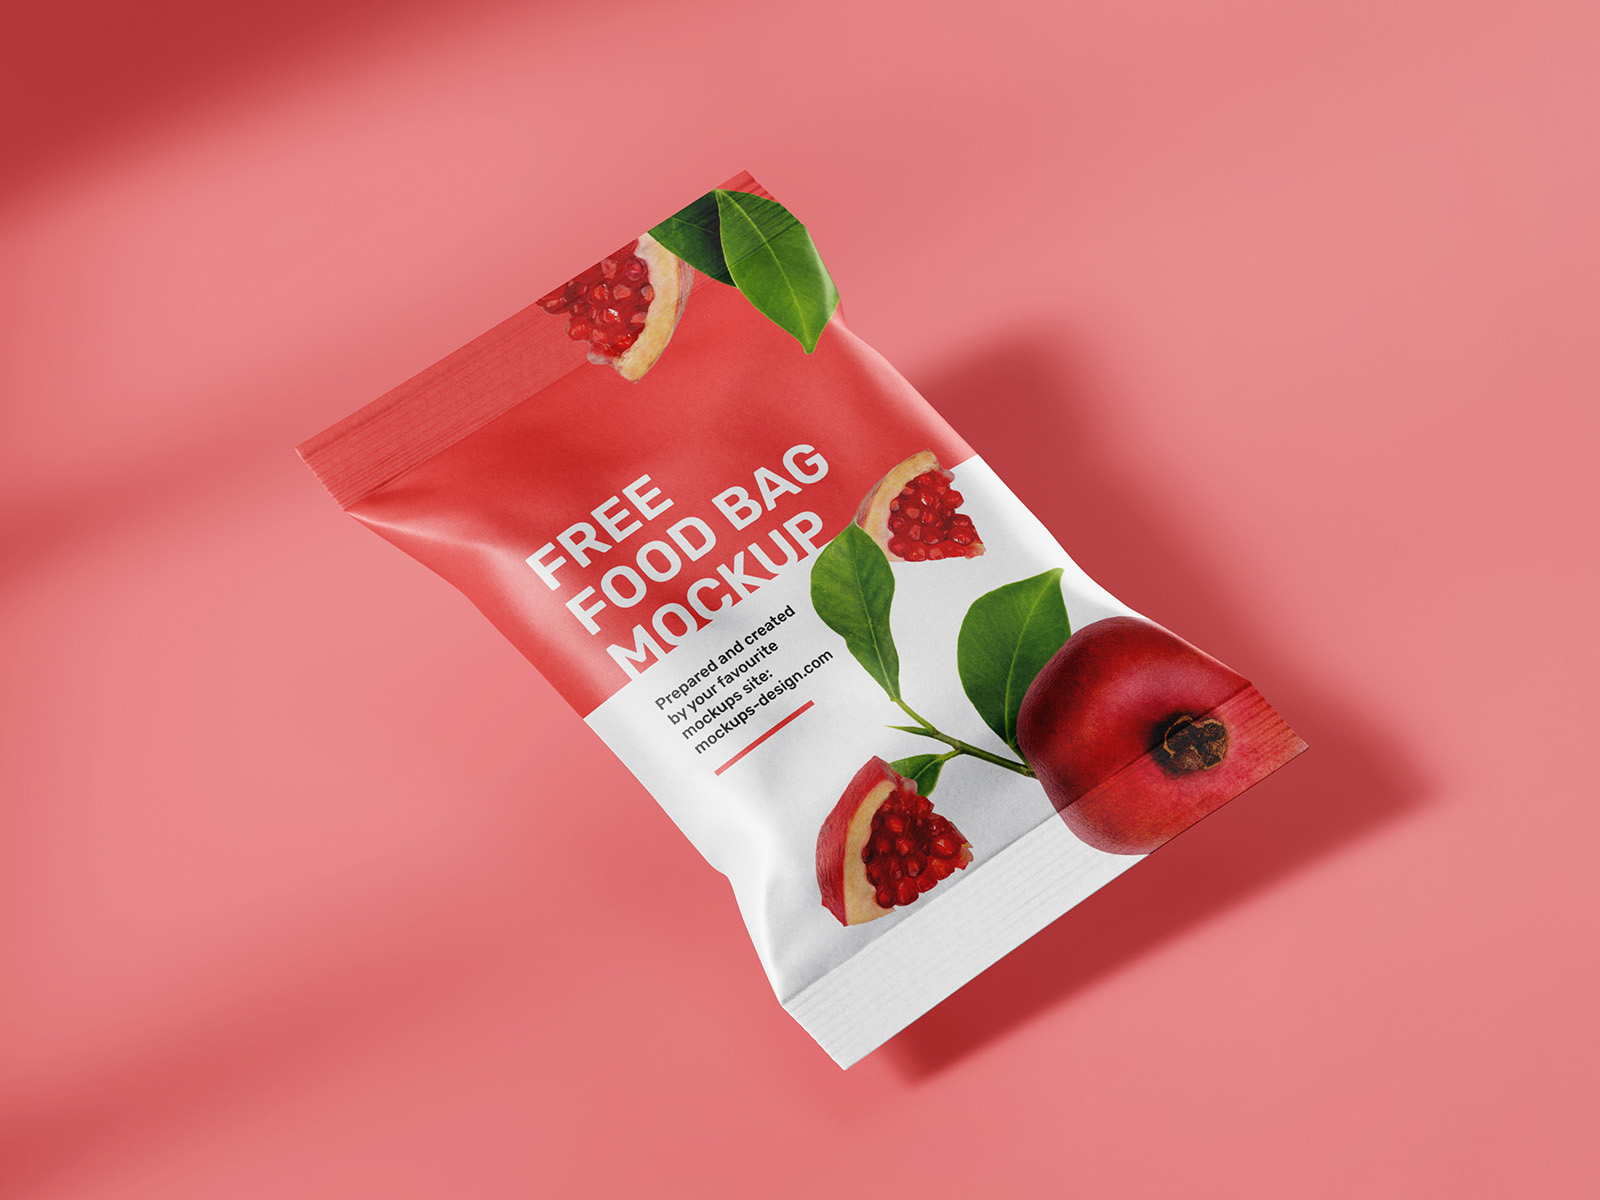 FREE
FOOD BAG
MOCKUP
Prepared and created
by your favourite
mockups site:
mockups-design.com